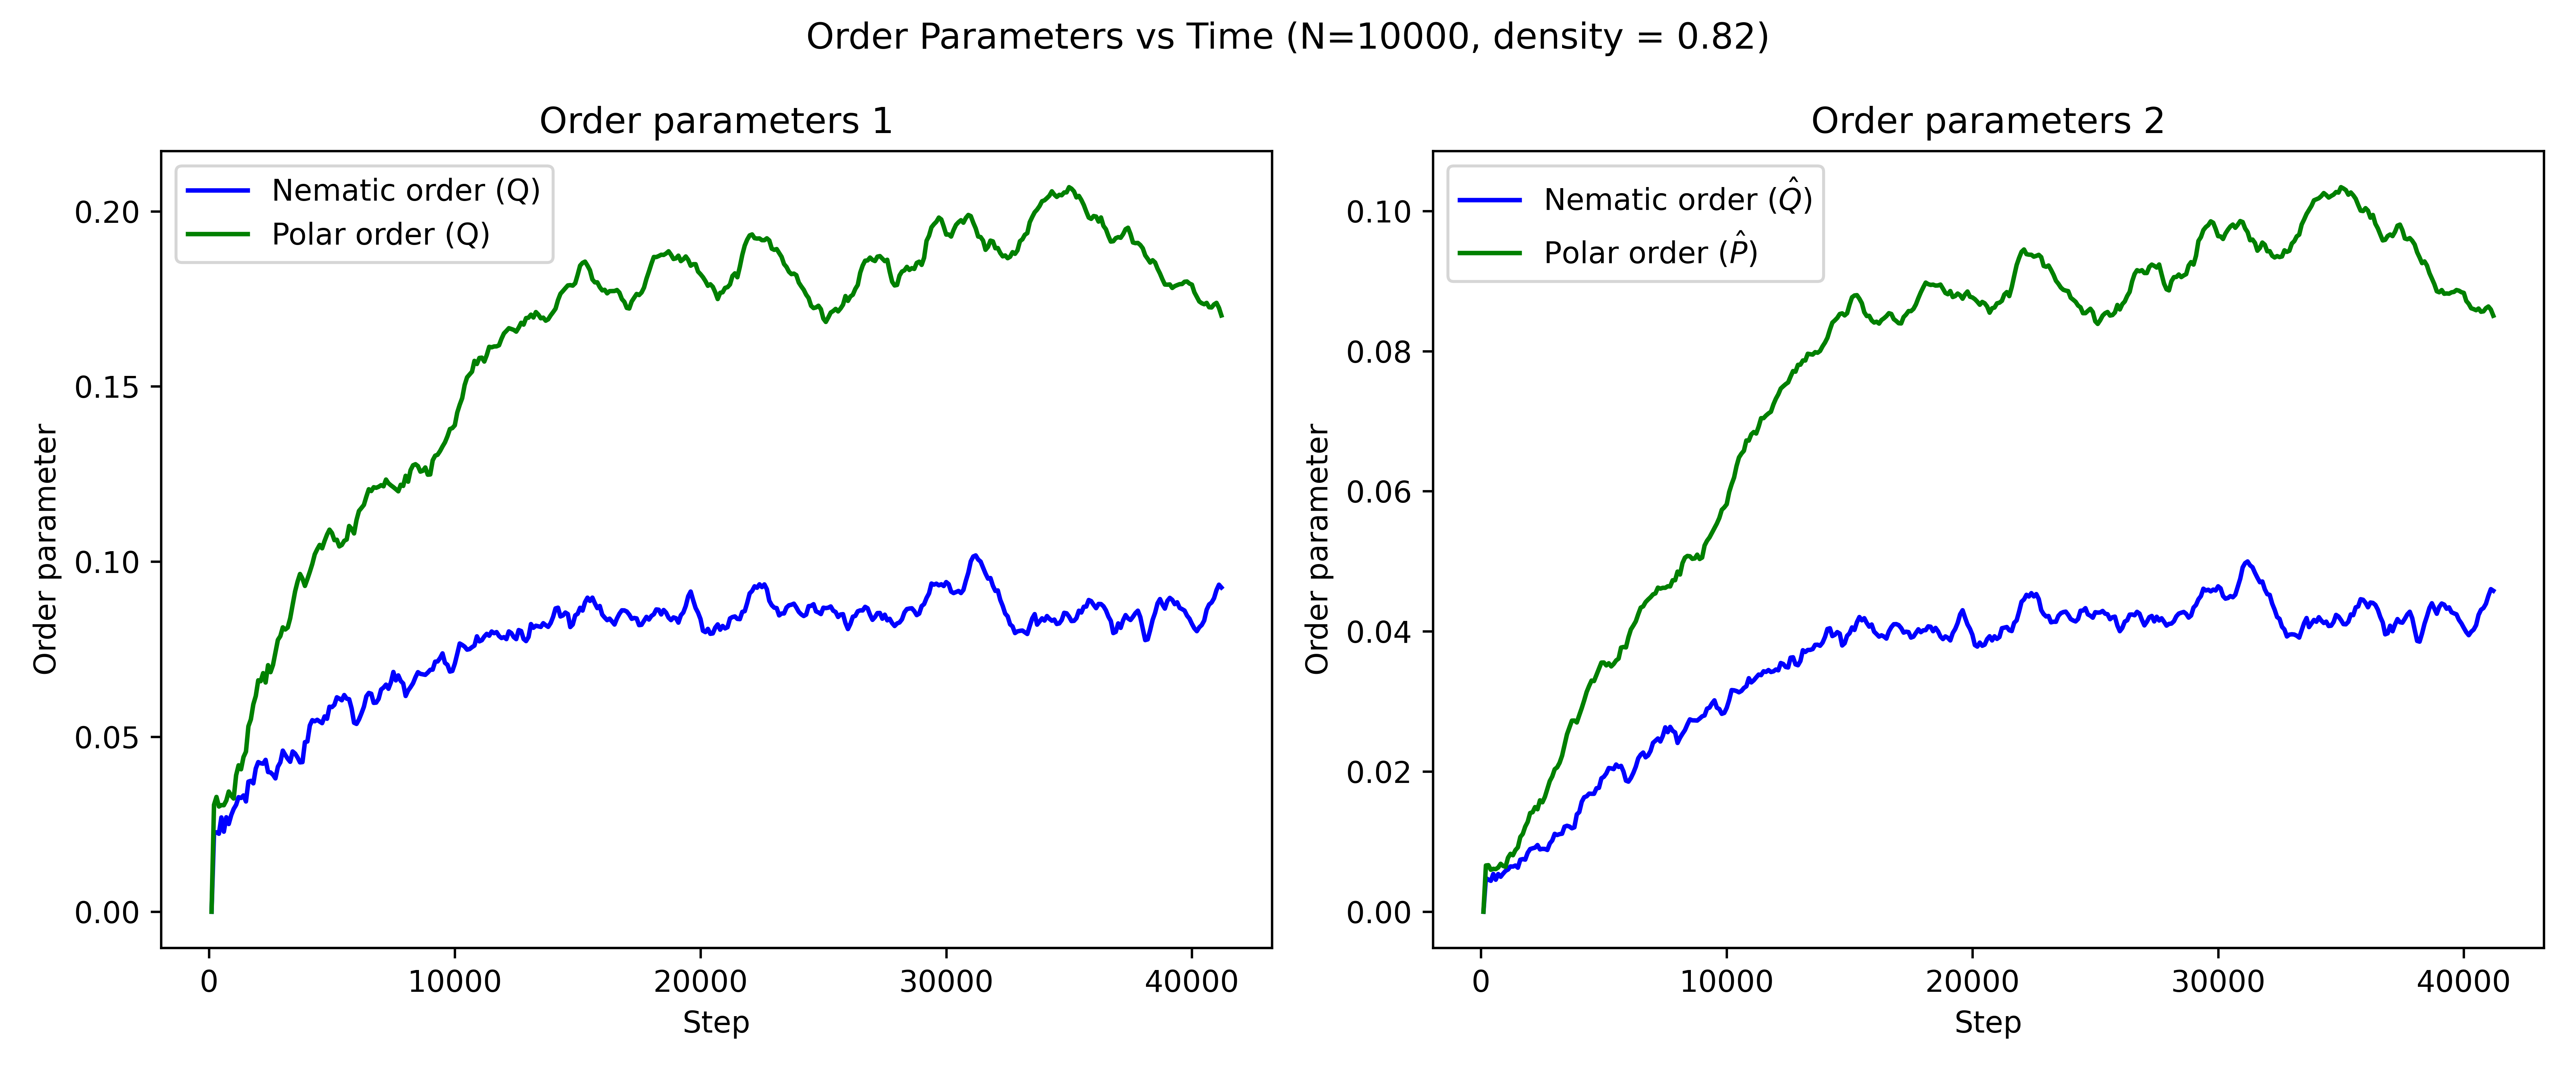 Order Parameters vs Time (N=10000, density = 0.82)
Order parameters 1
Nematic order (Q)
Polar order (Q)
0.20
0.15
0.10
0.05
0.00
Order parameter
0
10000
20000
30000
40000
Step
Order parameters 2
Nematic order (Q̂)
Polar order (P̂)
0.10
0.08
0.06
0.04
0.02
0.00
Order parameter
0
10000
20000
30000
40000
Step